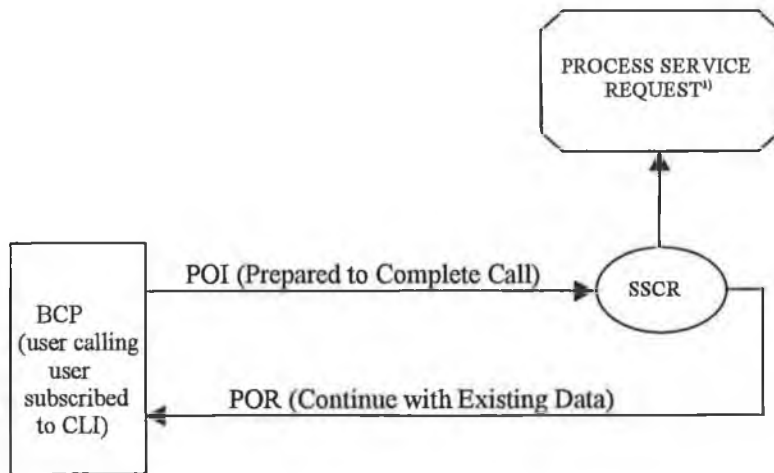 PROCESS SERVICE
REQUEST¹⁾
POI (Prepared to Complete Call)
SSCR
BCP
(user calling
user
subscribed
to CLI)
POR (Continue with Existing Data)